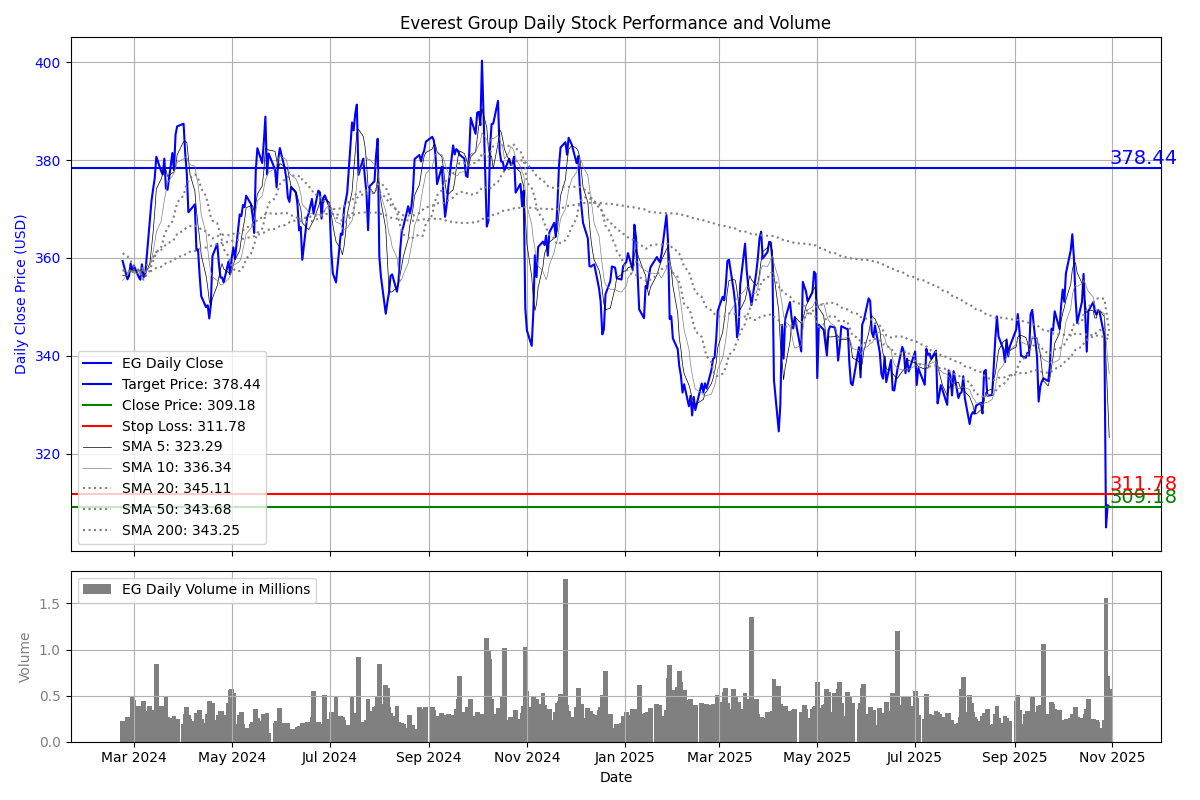 Everest Group Daily Stock Performance and Volume
Daily Close Price (USD)
400
380
360
340
320
378.44
311.78
309.18
EG Daily Close
Target Price: 378.44
Close Price: 309.18
Stop Loss: 311.78
SMA 5: 323.29
SMA 10: 336.34
SMA 20: 345.11
SMA 50: 343.68
SMA 200: 343.25
EG Daily Volume in Millions
Volume
1.5
1.0
0.5
0.0
Mar 2024 May 2024 Jul 2024 Sep 2024 Nov 2024 Jan 2025 Mar 2025 May 2025 Jul 2025 Sep 2025 Nov 2025
Date